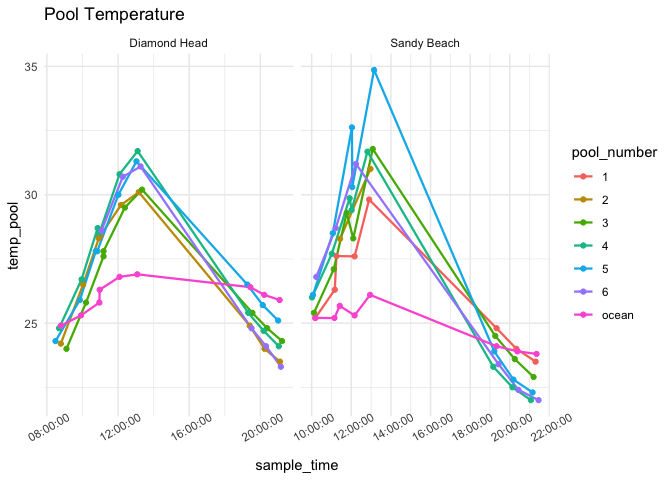 Pool Temperature
Diamond Head
Sandy Beach
35
30
25
temp_pool
08:00:00
12:00:00
16:00:00
20:00:00
10:00:00
12:00:00
14:00:00
16:00:00
18:00:00
20:00:00
22:00:00
sample_time
pool_number
1
2
3
4
5
6
ocean